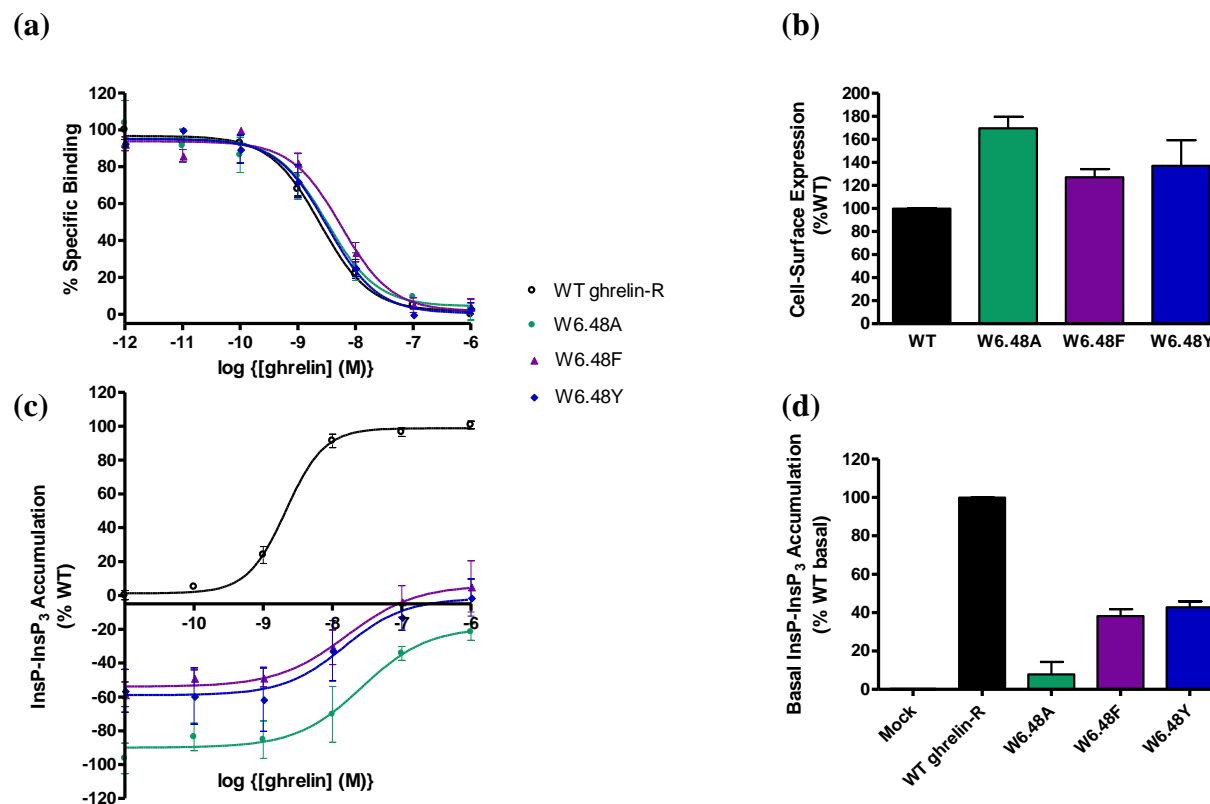 (a)
% Specific Binding
120
100
80
60
40
20
0
-12
-11
-10
-9
-8
-7
-6
log {[ghrelin] (M)}
WT ghrelin-R
W6.48A
W6.48F
W6.48Y
(b)
Cell-Surface Expression
(%WT)
200
180
160
140
120
100
80
60
40
20
0
WT
W6.48A
W6.48F
W6.48Y
(c)
InsP-InsP3 Accumulation
(% WT)
120
100
80
60
40
20
0
-20
-40
-60
-80
-100
-120
-10
-9
-8
-7
-6
log {[ghrelin] (M)}
(d)
Basal InsP-InsP3 Accumulation
(% WT basal)
120
100
80
60
40
20
0
Mock
WT ghrelin-R
W6.48A
W6.48F
W6.48Y